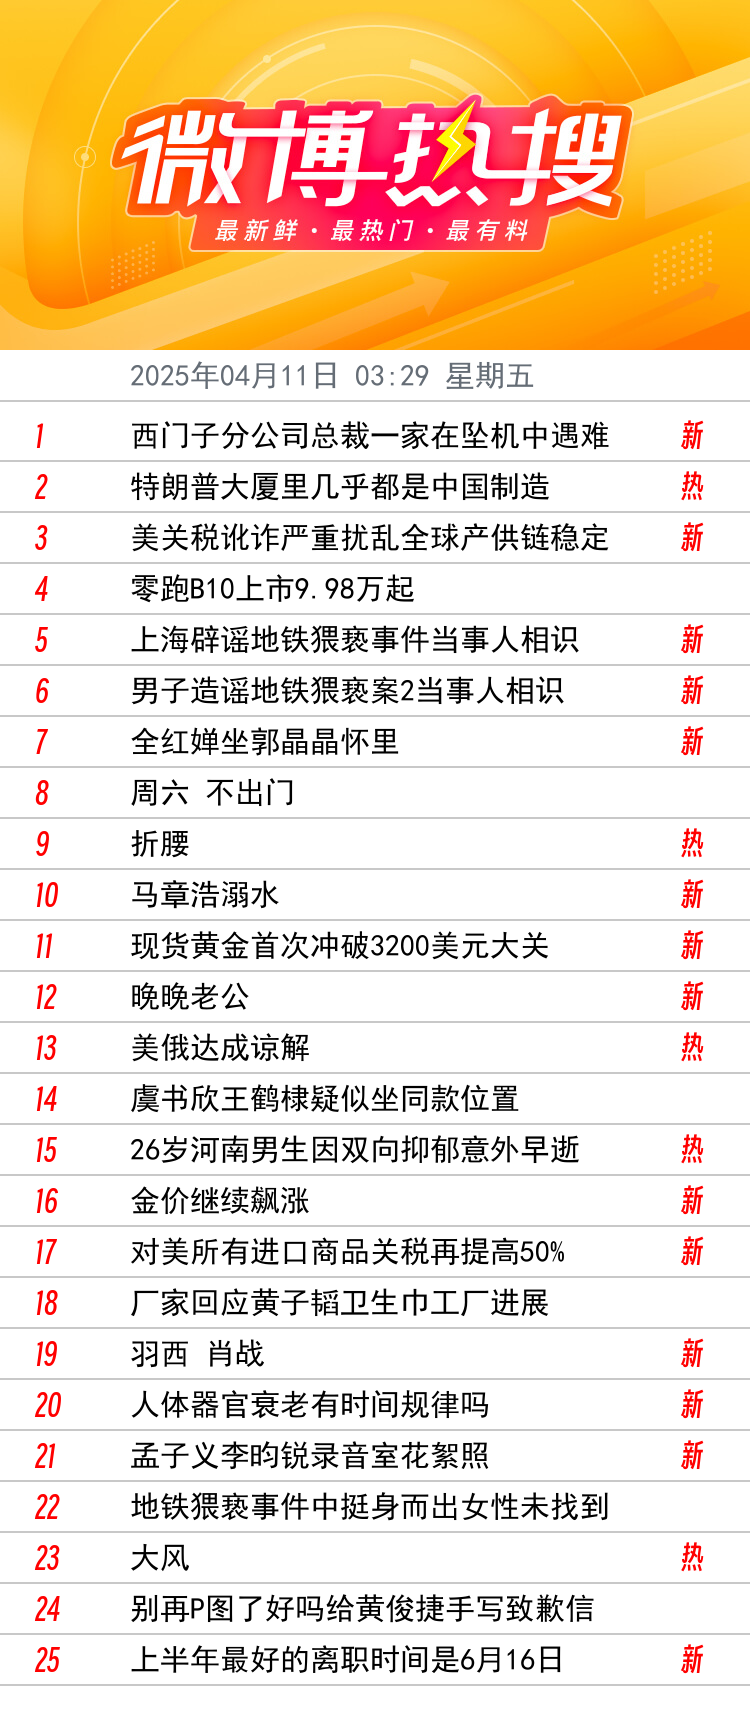 微博热搜
最新鲜·最热门·最有料
2025年04月11日 03:29 星期五
1 西门子分公司总裁一家在坠机中遇难 新
2 特朗普大厦里几乎都是中国制造 热
3 美关税讹诈严重扰乱全球产供链稳定 新
4 零跑B10上市9.98万起
5 上海辟谣地铁猥亵事件当事人相识 新
6 男子造谣地铁猥亵案2当事人相识 新
7 全红婵坐郭晶晶怀里 新
8 周六 不出门
9 折腰 热
10 马章浩溺水 新
11 现货黄金首次冲破3200美元大关 新
12 晚晚老公 新
13 美俄达成谅解 热
14 虞书欣王鹤棣疑似坐同款位置
15 26岁河南男生因双向抑郁意外早逝 热
16 金价继续飙涨 新
17 对美所有进口商品关税再提高50% 新
18 厂家回应黄子韬卫生巾工厂进展
19 羽西 肖战 新
20 人体器官衰老有时间规律吗 新
21 孟子义李昀锐录音室花絮照 新
22 地铁猥亵事件中挺身而出女性未找到
23 大风 热
24 别再P图了好吗给黄俊捷手写致歉信
25 上半年最好的离职时间是6月16日 新